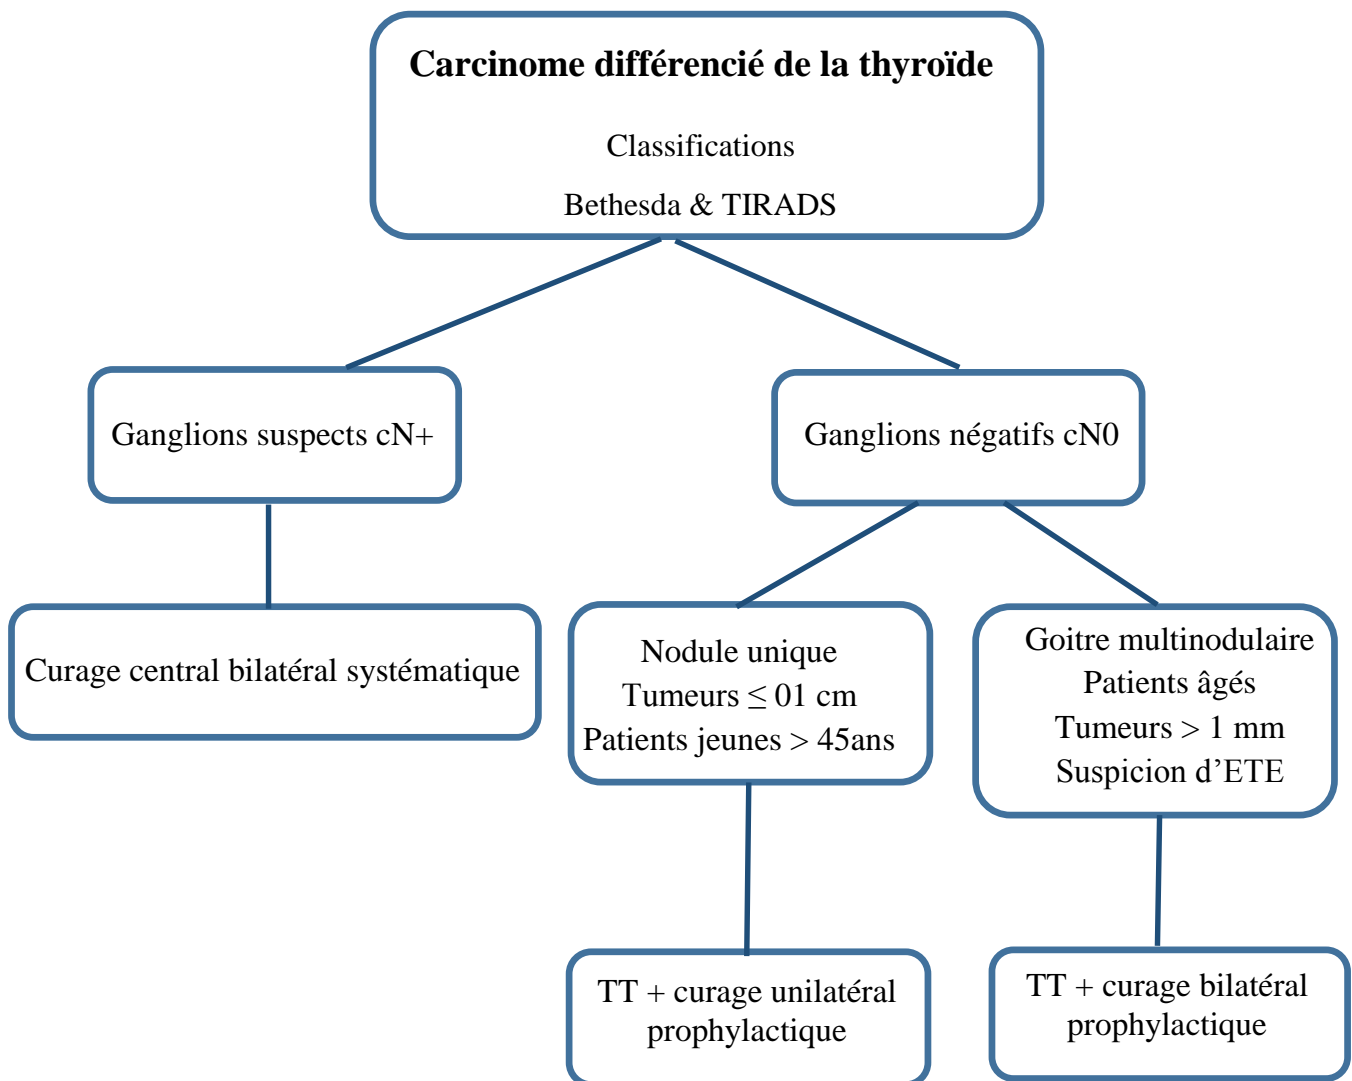 Carcinome différencié de la thyroïde
Classifications
Bethesda & TIRADS
Ganglions suspects cN+
Ganglions négatifs cN0
Curage central bilatéral systématique
Nodule unique
Tumeurs ≤ 01 cm
Patients jeunes > 45ans
Goitre multinodulaire
Patients âgés
Tumeurs > 1 mm
Suspicion d’ETE
TT + curage unilatéral
prophylactique
TT + curage bilatéral
prophylactique